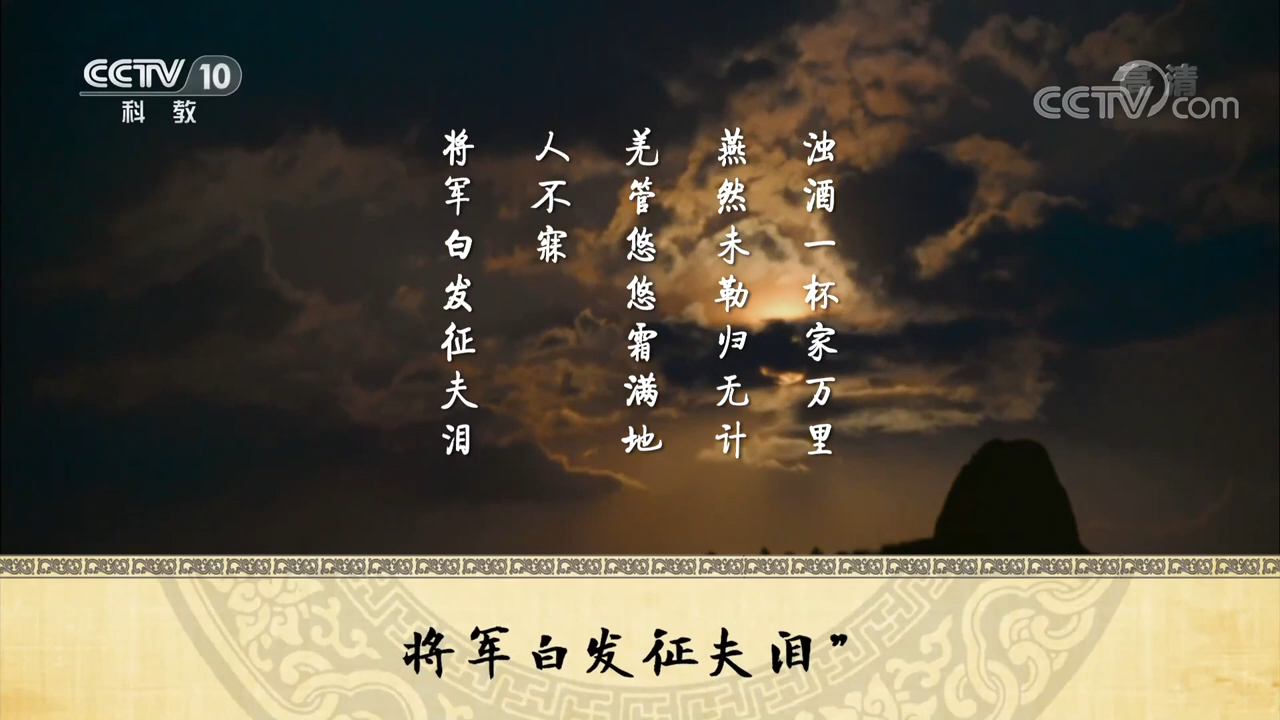 CCTV 10
科教
高清
CCTV.com
浊酒一杯家万里
燕然未勒归无计
羌管悠悠霜满地
人不寐
将军白发征夫泪
将军白发征夫泪”